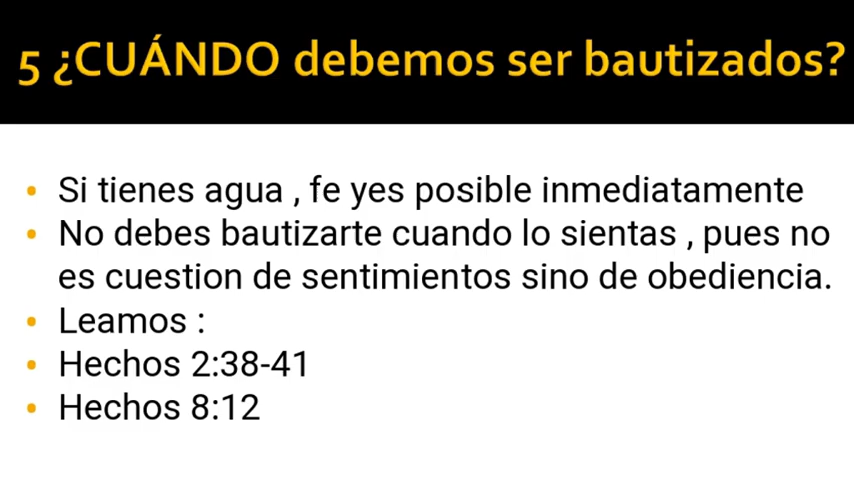 5 ¿CUÁNDO debemos ser bautizados?
• Si tienes agua , fe yes posible inmediatamente
• No debes bautizarte cuando lo sientas , pues no
es cuestion de sentimientos sino de obediencia.
• Leamos :
• Hechos 2:38-41
• Hechos 8:12